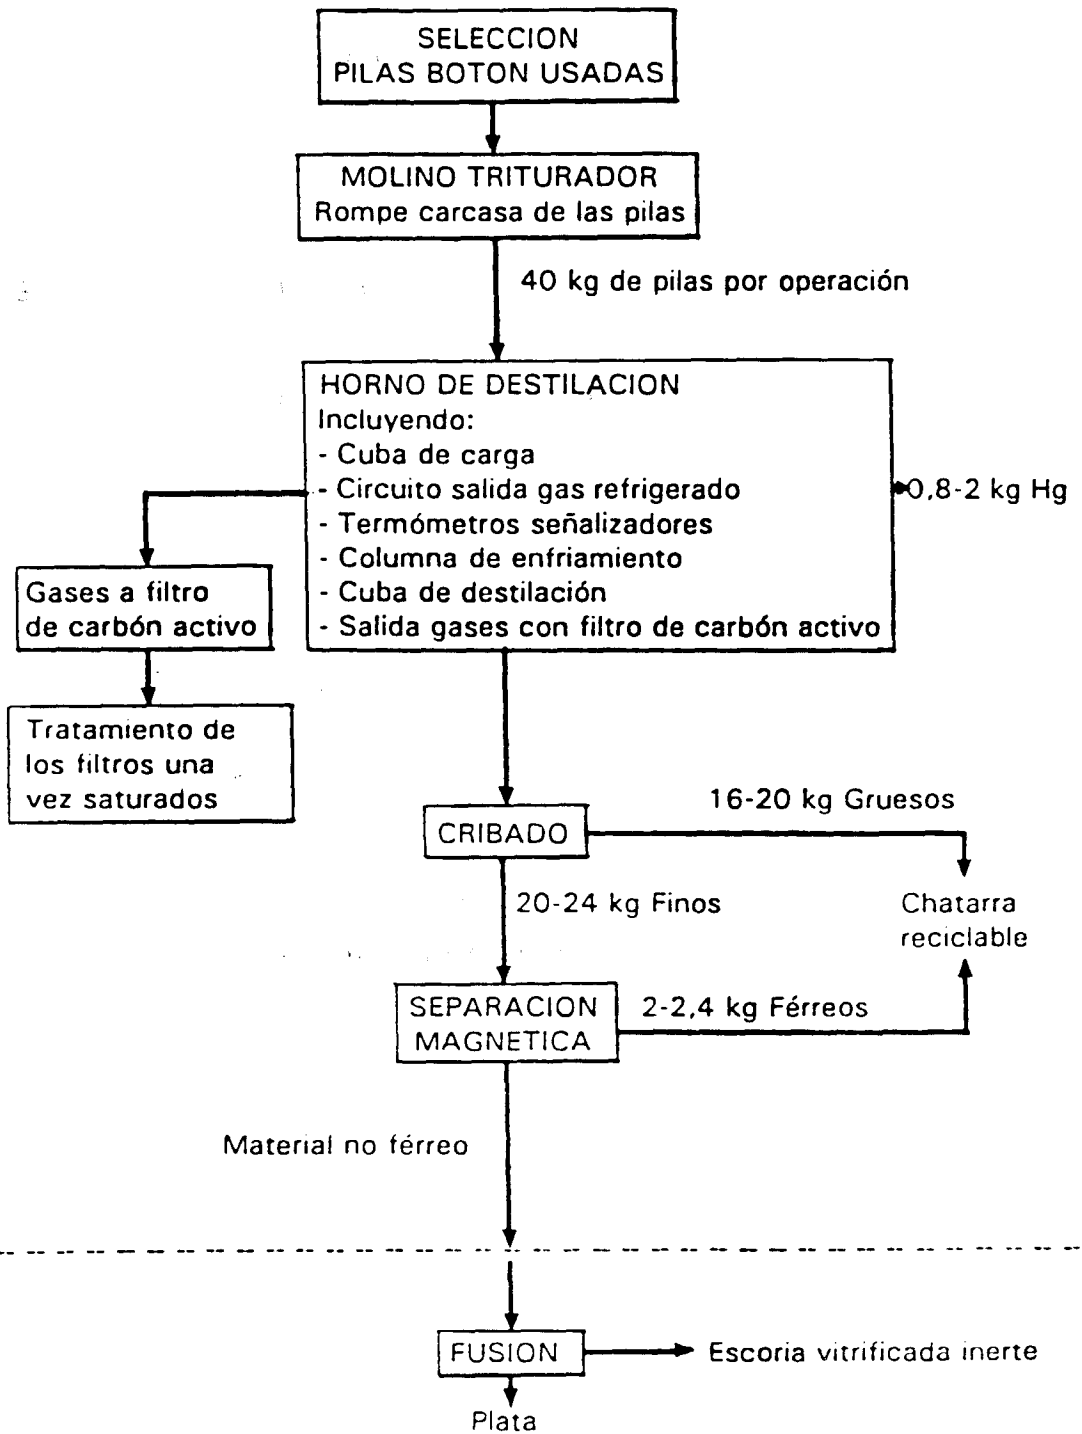 SELECCION
PILAS BOTON USADAS
MOLINO TRITURADOR
Rompe carcasa de las pilas
40 kg de pilas por operación
HORNO DE DESTILACION
Incluyendo:
- Cuba de carga
- Circuito salida gas refrigerado
- Termómetros señalizadores
- Columna de enfriamiento
- Cuba de destilación
- Salida gases con filtro de carbón activo
0,8-2 kg Hg
Gases a filtro
de carbón activo
Tratamiento de
los filtros una
vez saturados
CRIBADO
16-20 kg Gruesos
20-24 kg Finos
Chatarra
reciclable
SEPARACION
MAGNETICA
2-2,4 kg Férreos
Material no férreo
FUSION
Escoria vitrificada inerte
Plata